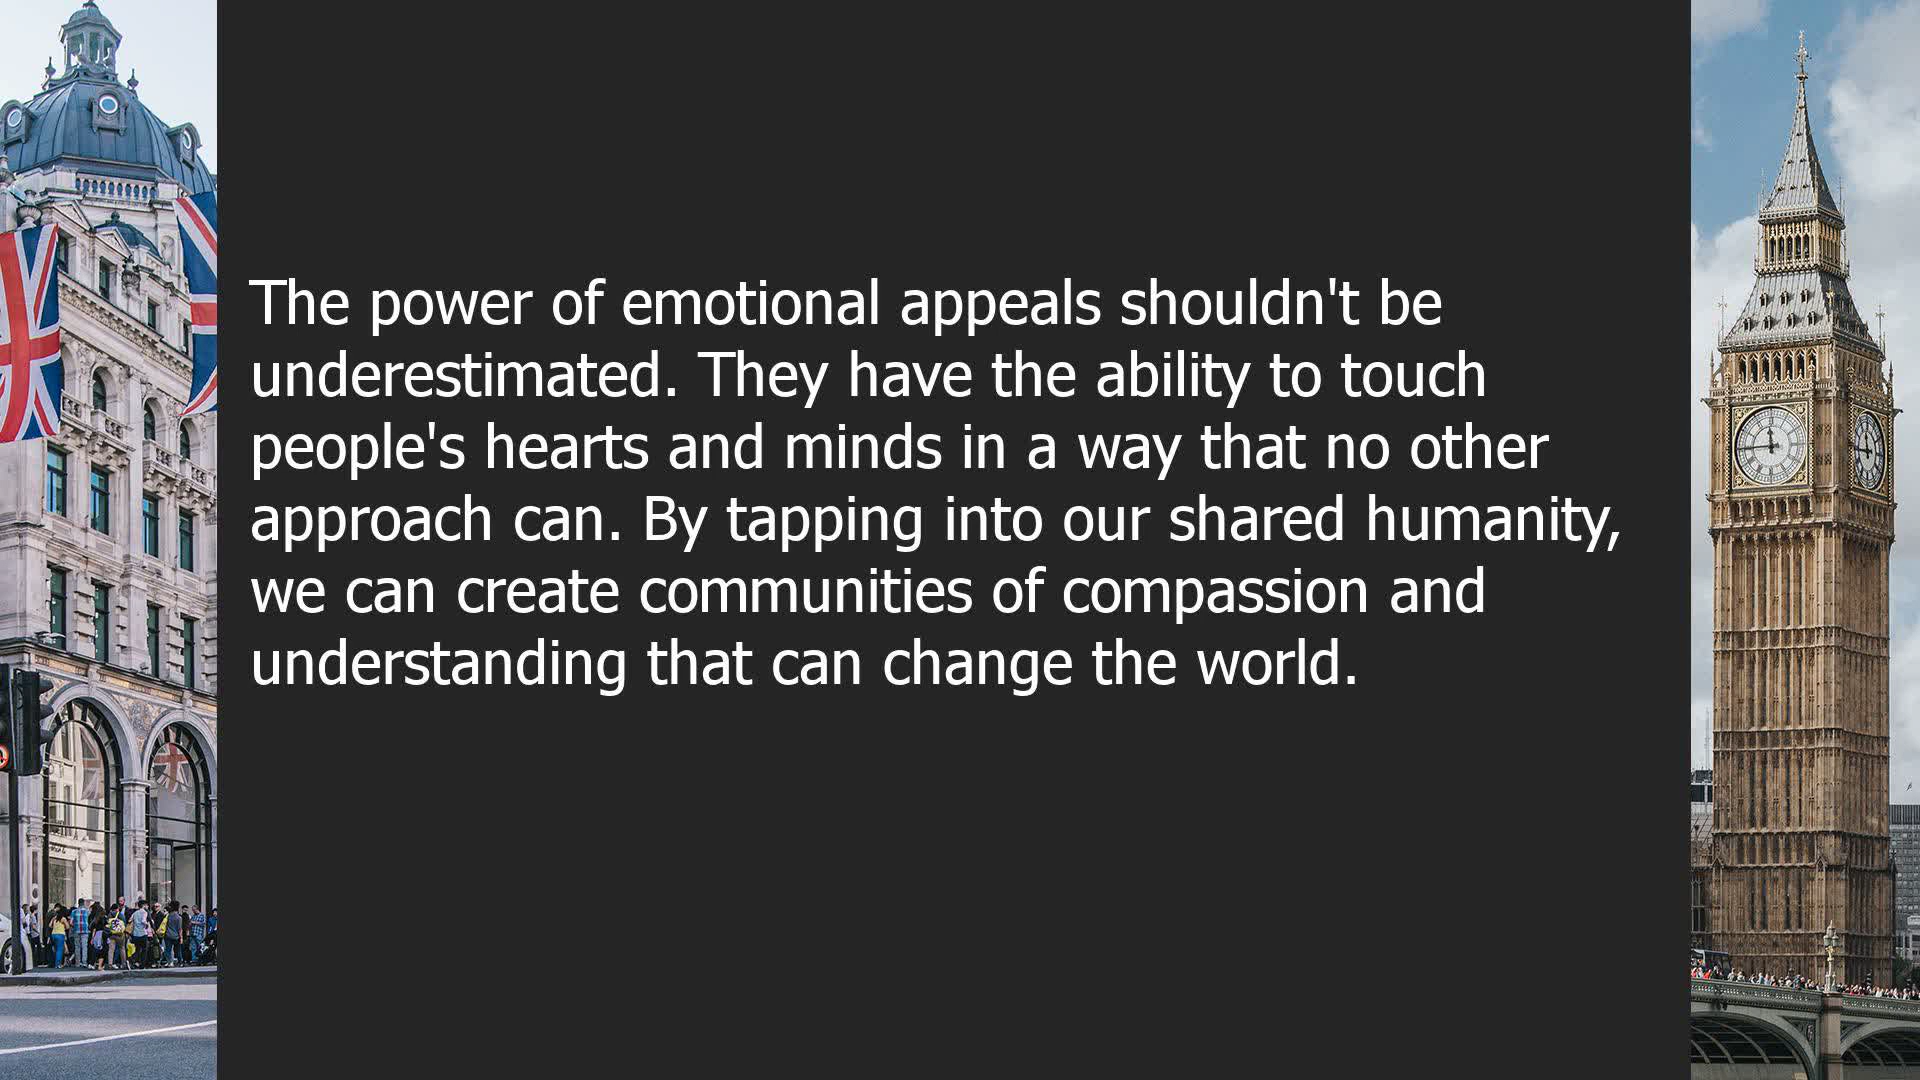 The power of emotional appeals shouldn't be
underestimated. They have the ability to touch
people's hearts and minds in a way that no other
approach can. By tapping into our shared humanity,
we can create communities of compassion and
understanding that can change the world.